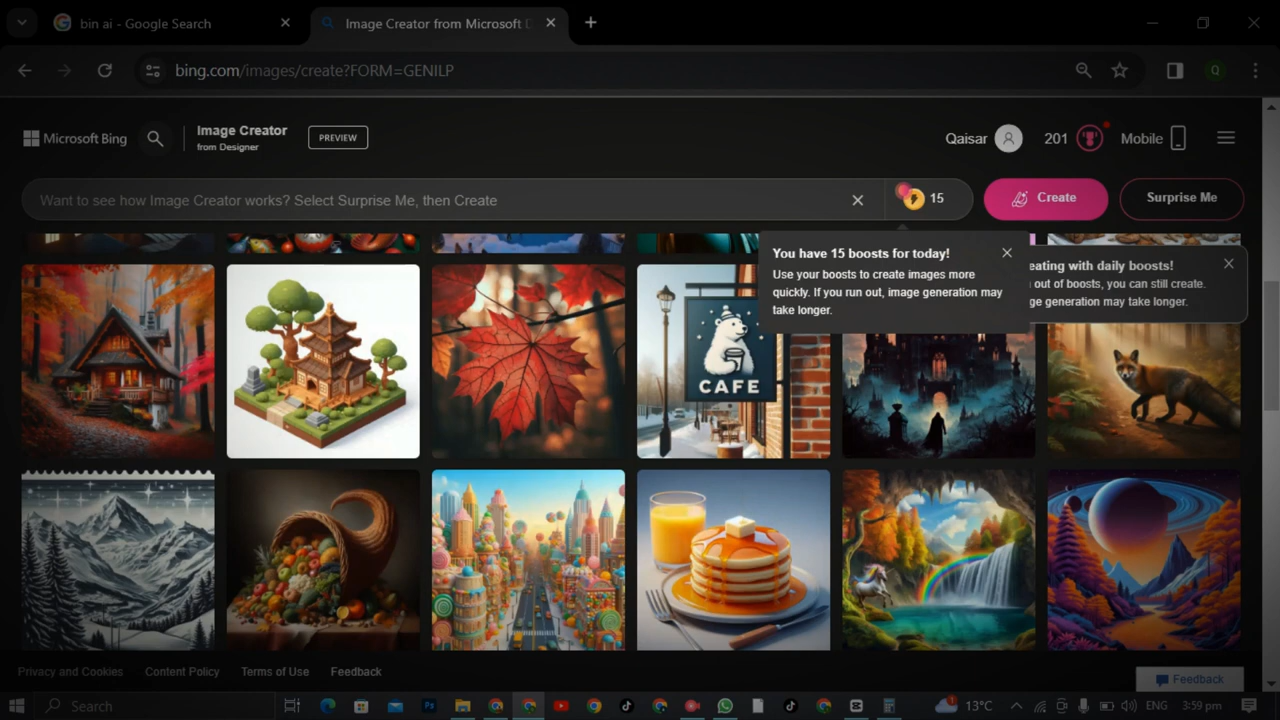 bin ai - Google Search
Image Creator from Microsoft D
bing.com/images/create?FORM=GENILP
Q
Microsoft Bing
Image Creator
from Designer
PREVIEW
Qaisar
201
Mobile
Want to see how Image Creator works? Select Surprise Me, then Create
15
Create
Surprise Me
You have 15 boosts for today!
Use your boosts to create images more
quickly. If you run out, image generation may
take longer.
eating with daily boosts!
out of boosts, you can still create.
ge generation may take longer.
CAFE
Privacy and Cookies
Content Policy
Terms of Use
Feedback
Feedback
Search
Ps
1
13°C
ENG
3:59 pm